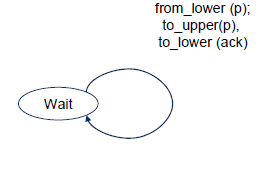 from_lower (p);
to_upper(p),
to_lower (ack)
Wait